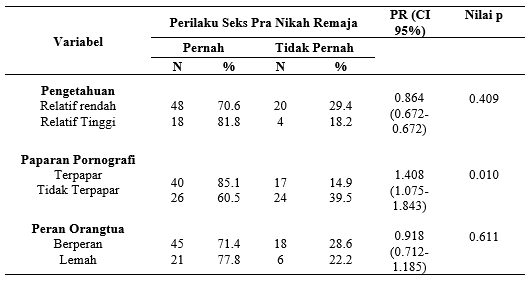 Variabel Perilaku Seks Pra Nikah Remaja PR (CI 95%) Nilai p
Pernah Tidak Pernah
N % N %
Pengetahuan
Relatif rendah 48 70.6 20 29.4 0.864 0.409
Relatif Tinggi 18 81.8 4 18.2 (0.672-
0.672)
Paparan Pornografi
Terpapar 40 85.1 17 14.9 1.408 0.010
Tidak Terpapar 26 60.5 24 39.5 (1.075-
1.843)
Peran Orangtua
Berperan 45 71.4 18 28.6 0.918 0.611
Lemah 21 77.8 6 22.2 (0.712-
1.185)